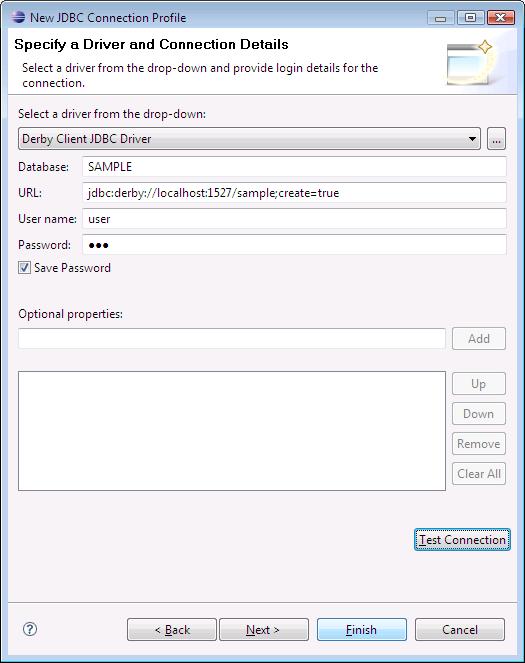 New JDBC Connection Profile
Specify a Driver and Connection Details
Select a driver from the drop-down and provide login details for the
connection.
Select a driver from the drop-down:
Derby Client JDBC Driver
...
Database: SAMPLE
URL: jdbc:derby://localhost:1527/sample;create=true
User name: user
Password: ●●●
Save Password
Optional properties:
Add
Up
Down
Remove
Clear All
Test Connection
? < Back Next > Finish Cancel